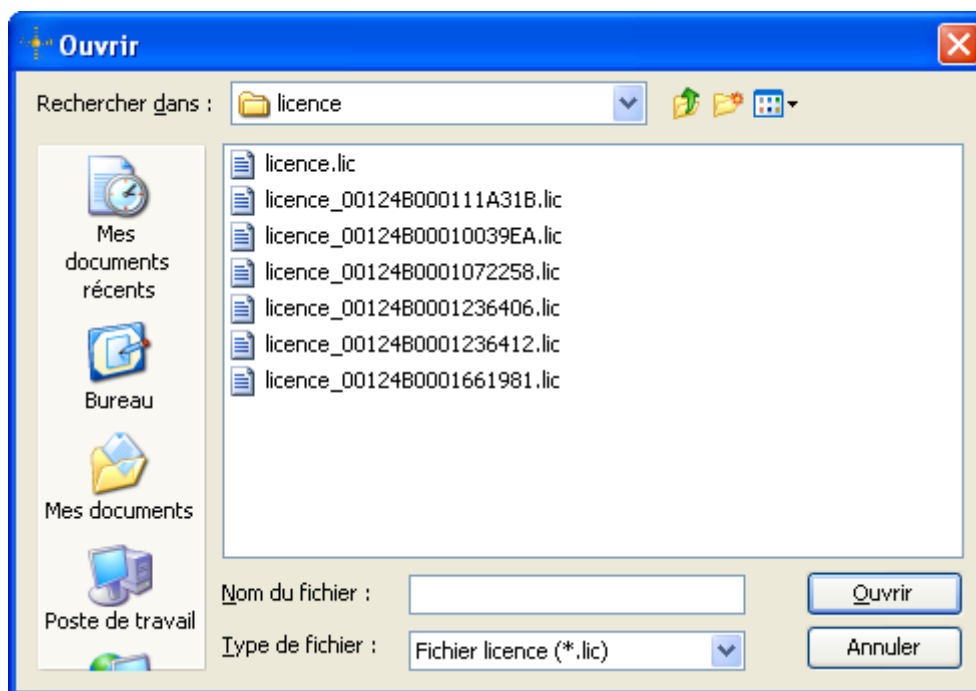 Ouvrir
Rechercher dans :
licence
Mes
documents
récents
Bureau
Mes documents
Poste de travail
licence.lic
licence_00124B000111A31B.lic
licence_00124B00010039EA.lic
licence_00124B0001072258.lic
licence_00124B0001236406.lic
licence_00124B0001236412.lic
licence_00124B0001661981.lic
Nom du fichier :
Ouvrir
Type de fichier :
Fichier licence (*.lic)
Annuler